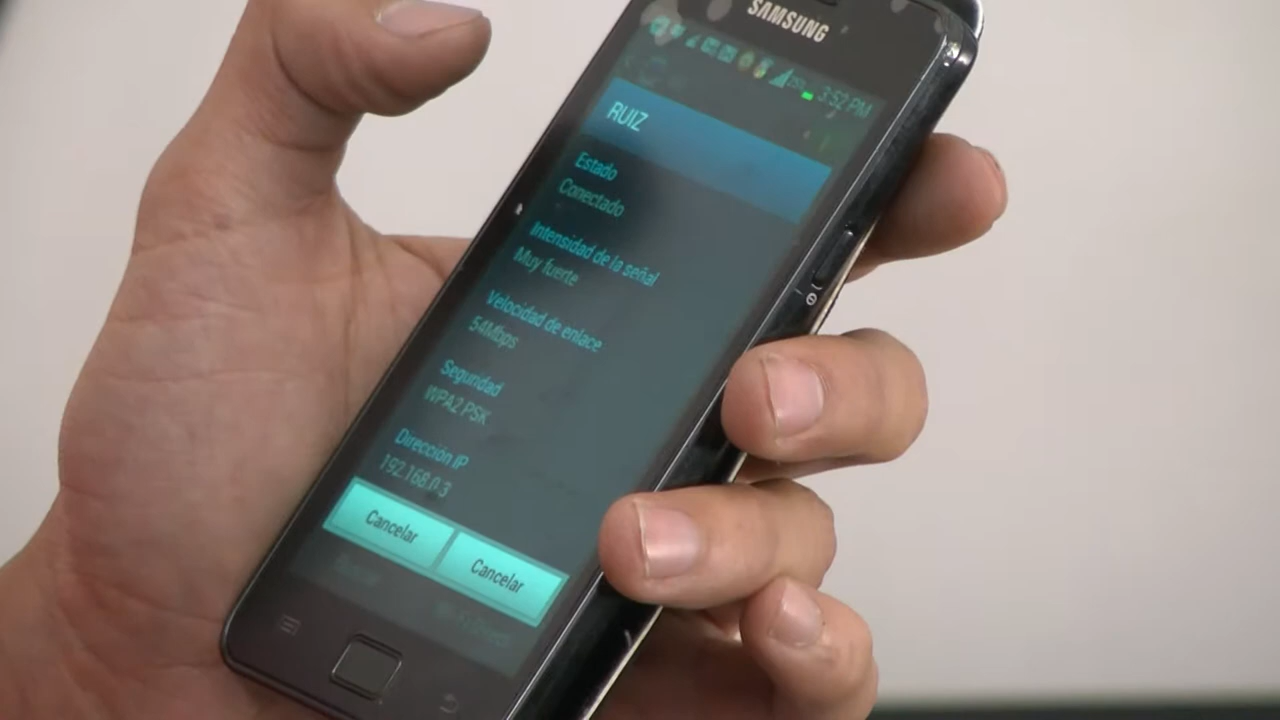 SAMSUNG
3:52 PM
RUIZ
Estado
Conectado
Intensidad de la señal
Muy fuerte
Velocidad de enlace
54Mbps
Seguridad
WPA2 PSK
Dirección IP
192.168.0.3
Cancelar Cancelar